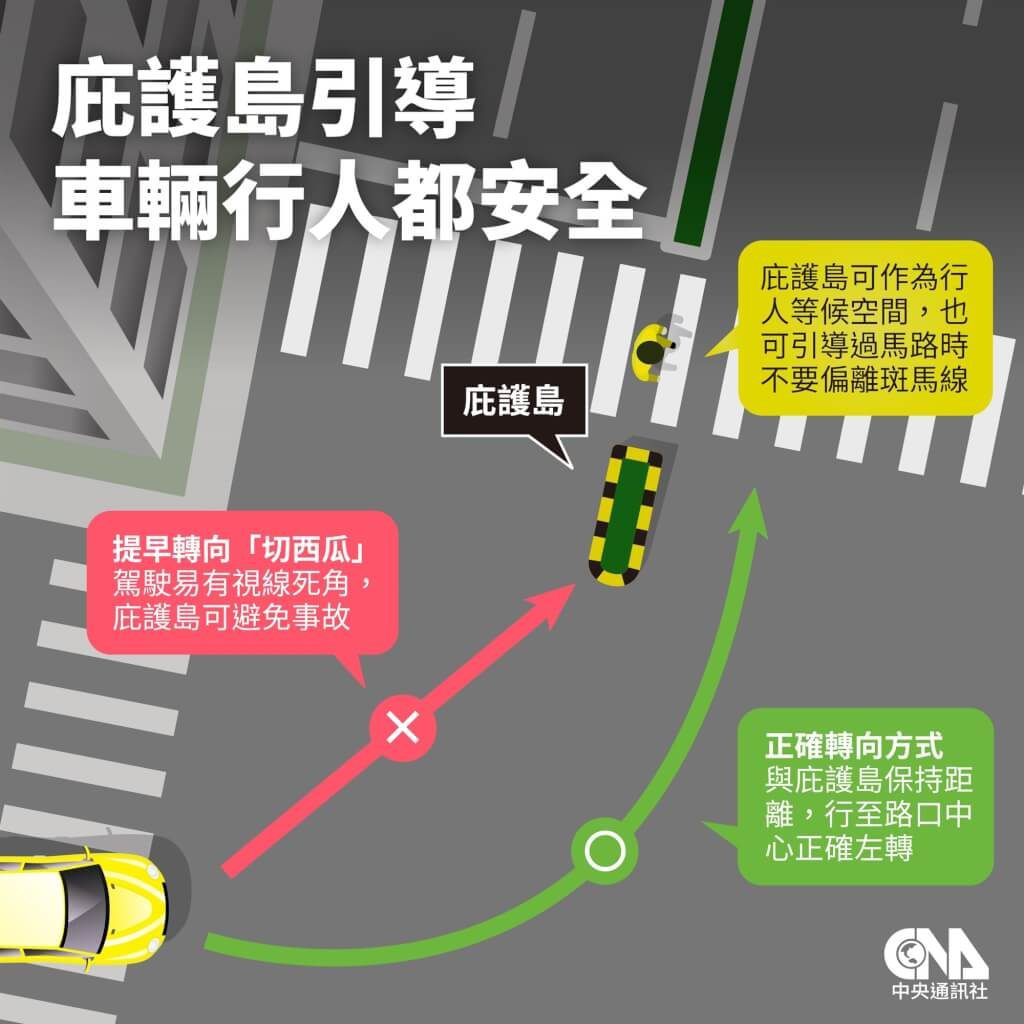 庇護島引導
車輛行人都安全
庇護島可作為行
人等候空間，也
可引導過馬路時
不要偏離斑馬線
庇護島
提早轉向「切西瓜」
駕駛易有視線死角，
庇護島可避免事故
正確轉向方式
與庇護島保持距
離，行至路口中
心正確左轉
CNA
中央通訊社